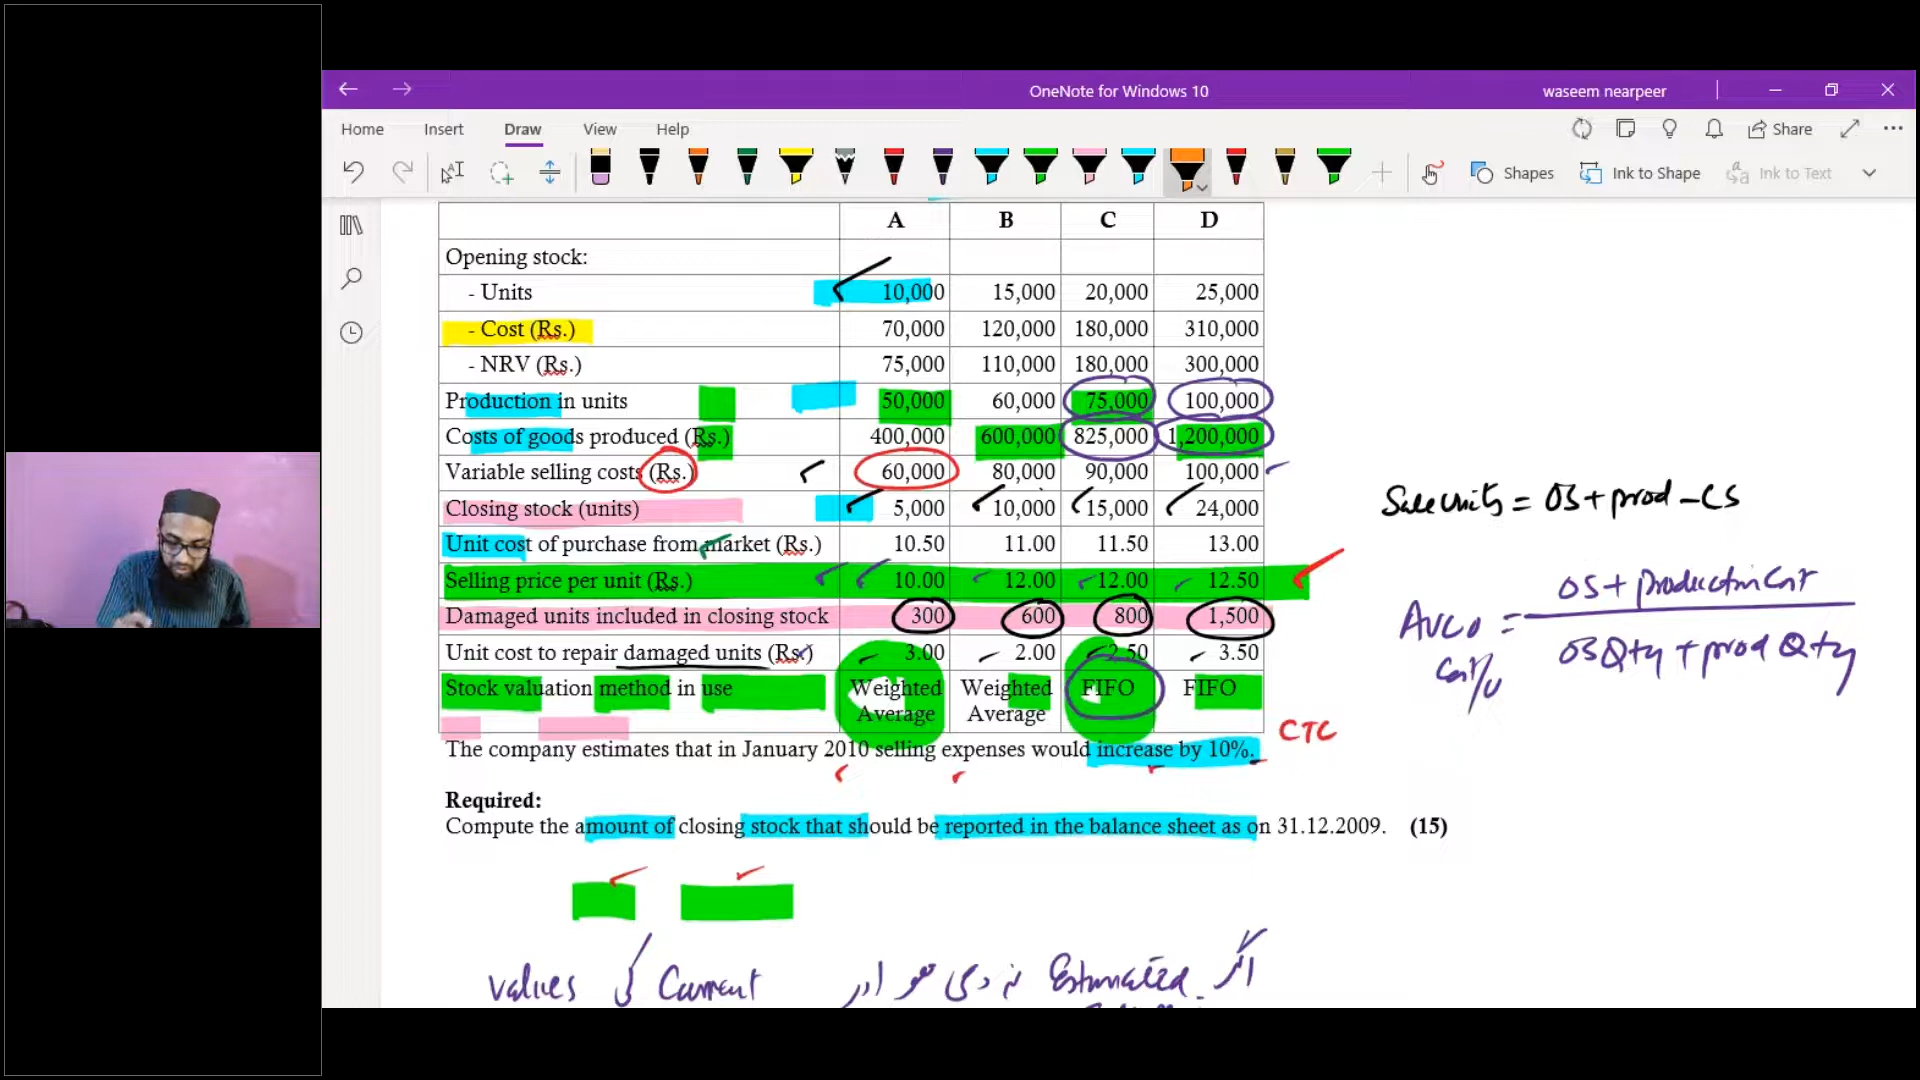 OneNote for Windows 10
waseem nearpeer
Home Insert Draw View Help
Share
Shapes Ink to Shape Ink to Text
A B C D
Opening stock:
- Units 10,000 15,000 20,000 25,000
- Cost (Rs.) 70,000 120,000 180,000 310,000
- NRV (Rs.) 75,000 110,000 180,000 300,000
Production in units 50,000 60,000 75,000 100,000
Costs of goods produced (Rs.) 400,000 600,000 825,000 1,200,000
Variable selling costs (Rs.) 60,000 80,000 90,000 100,000
Closing stock (units) 5,000 10,000 15,000 24,000
Unit cost of purchase from market (Rs.) 10.50 11.00 11.50 13.00
Selling price per unit (Rs.) 10.00 12.00 12.00 12.50
Damaged units included in closing stock 300 600 800 1,500
Unit cost to repair damaged units (Rs.) 3.00 2.00 2.50 3.50
Stock valuation method in use Weighted Average Weighted Average FIFO FIFO
CTC
The company estimates that in January 2010 selling expenses would increase by 10%.
Required:
Compute the amount of closing stock that should be reported in the balance sheet as on 31.12.2009. (15)
Sale units = OS + prod - CS
AVCO Cost/u = OS + Production Cost
OS Qty + prod Qty
اگر Estimated نہ دی ہو اور
Current کی values